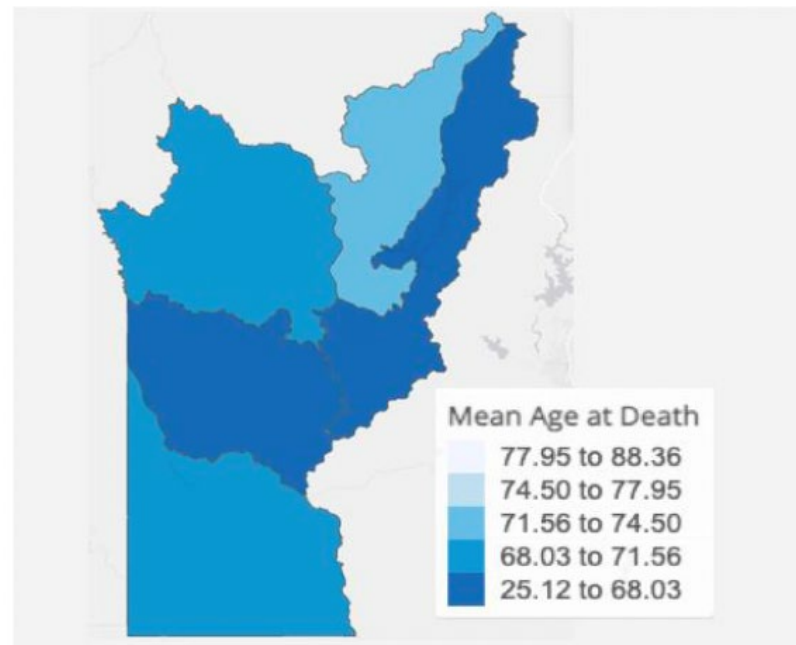 Mean Age at Death
77.95 to 88.36
74.50 to 77.95
71.56 to 74.50
68.03 to 71.56
25.12 to 68.03